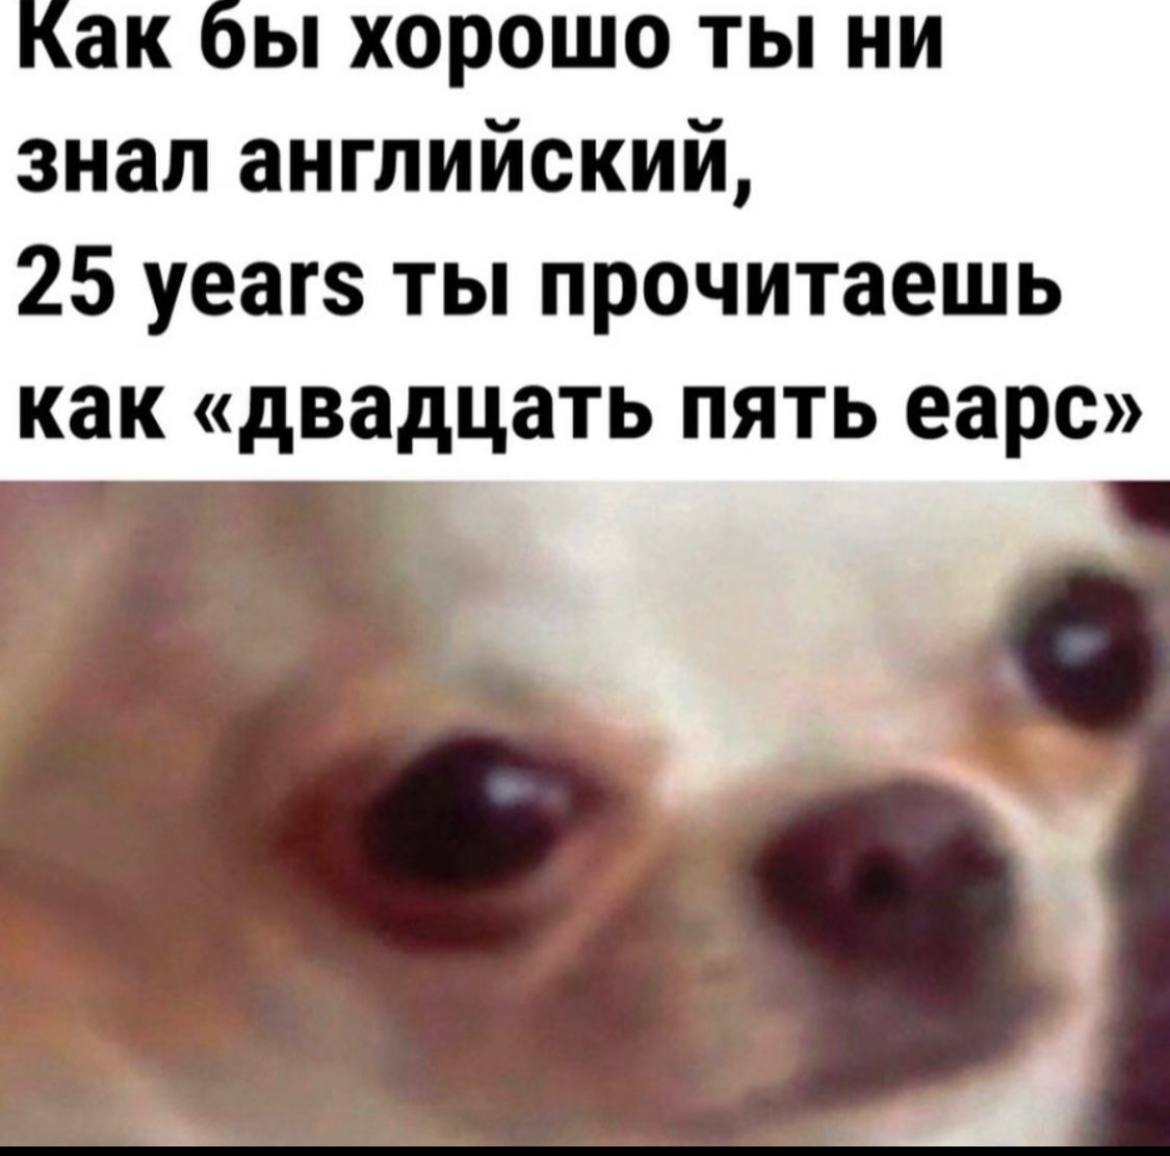 Как бы хорошо ты ни
знал английский,
25 years ты прочитаешь
как «двадцать пять еарс»